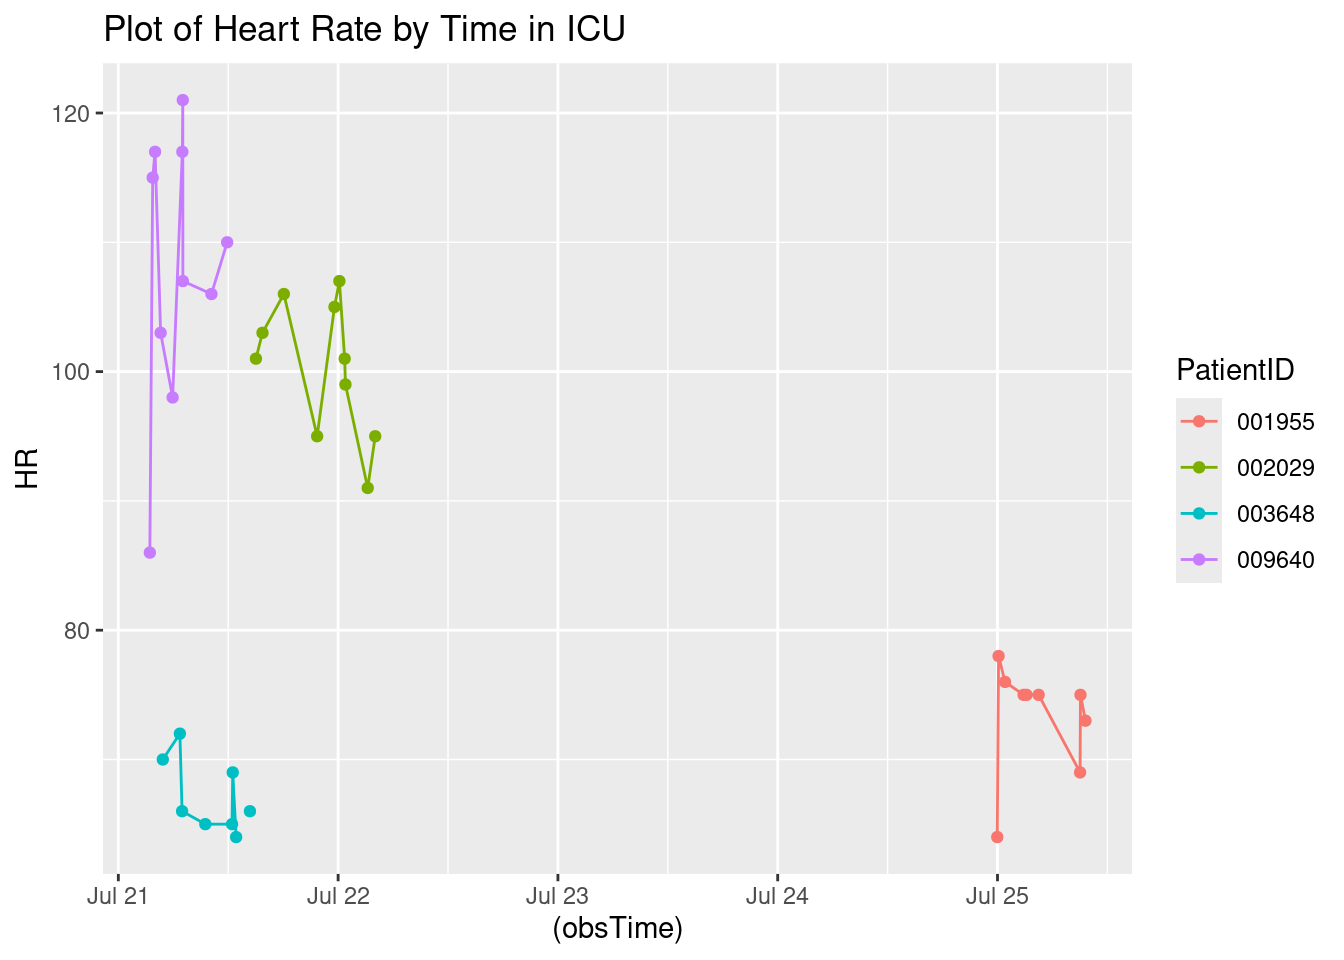 Plot of Heart Rate by Time in ICU
120
100
80
HR
Jul 21
Jul 22
Jul 23
Jul 24
Jul 25
(obsTime)
PatientID
001955
002029
003648
009640